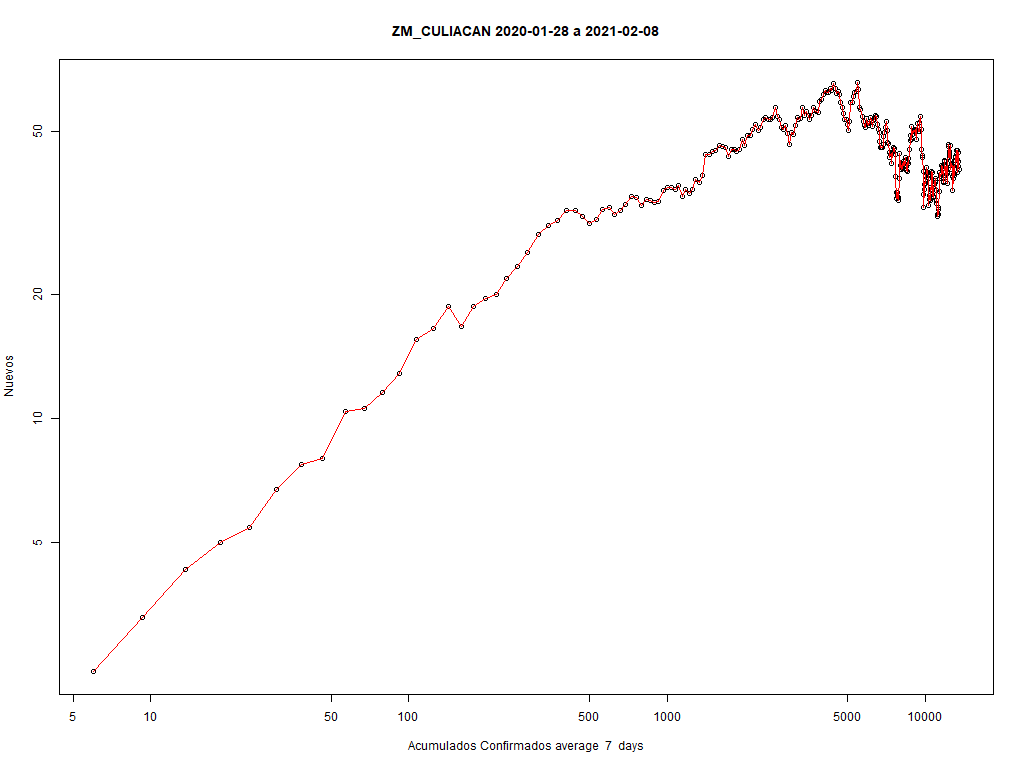 ZM_CULIACAN 2020-01-28 a 2021-02-08
50
20
10
5
Nuevos
5 10 50 100 500 1000 5000 10000
Acumulados Confirmados average 7 days